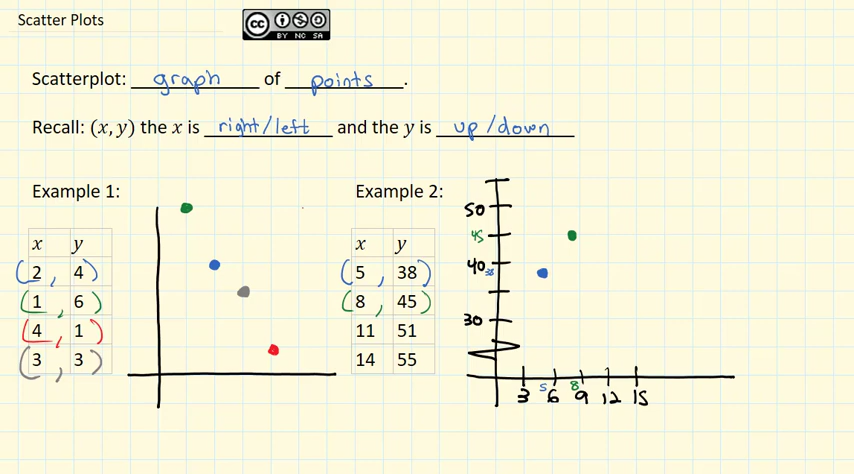 Scatter Plots
cc BY NC SA
Scatterplot: graph of points.
Recall: (x, y) the x is right/left and the y is up/down
Example 1:
x y
(2 , 4)
(1 , 6)
(4 , 1)
(3 , 3)
Example 2:
x y
(5 , 38)
(8 , 45)
11 51
14 55
50
45
40 38
30
5 8
3 6 9 12 15